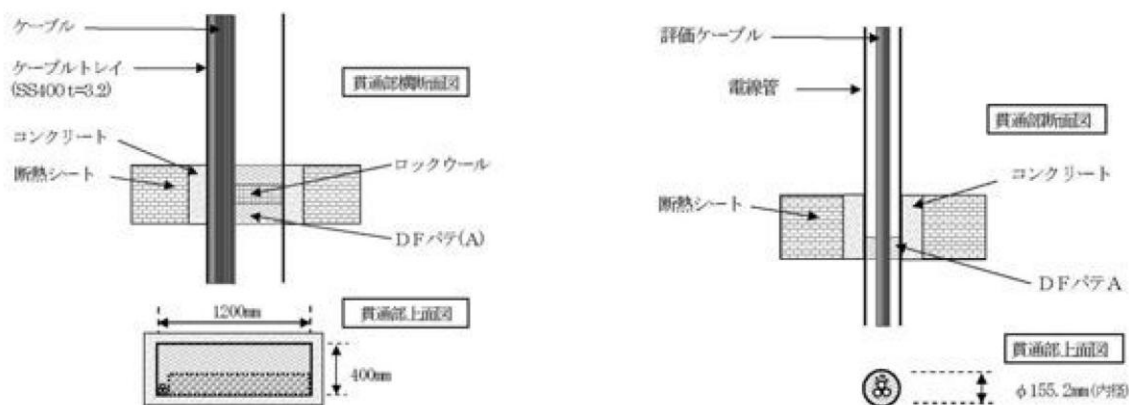 ケーブル
ケーブルトレイ
(SS400 t=3.2)
貫通部横断面図
コンクリート
断熱シート
ロックウール
DFパテ(A)
1200mm
貫通部上面図
400mm
評価ケーブル
電線管
貫通部断面図
コンクリート
断熱シート
DFパテA
貫通部上面図
φ155.2mm(内径)